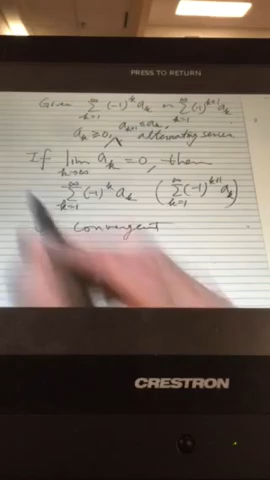 PRESS TO RETURN
Given ∑_{k=1}^{∞} (-1)^k a_k or ∑_{k=1}^{∞} (-1)^{k+1} a_k
a_k ≥ 0, a_{k+1} ≤ a_k, alternating series
If lim_{k→∞} a_k = 0, then
∑_{k=1}^{∞} (-1)^k a_k ( ∑_{k=1}^{∞} (-1)^{k+1} a_k )
convergent
CRESTRON